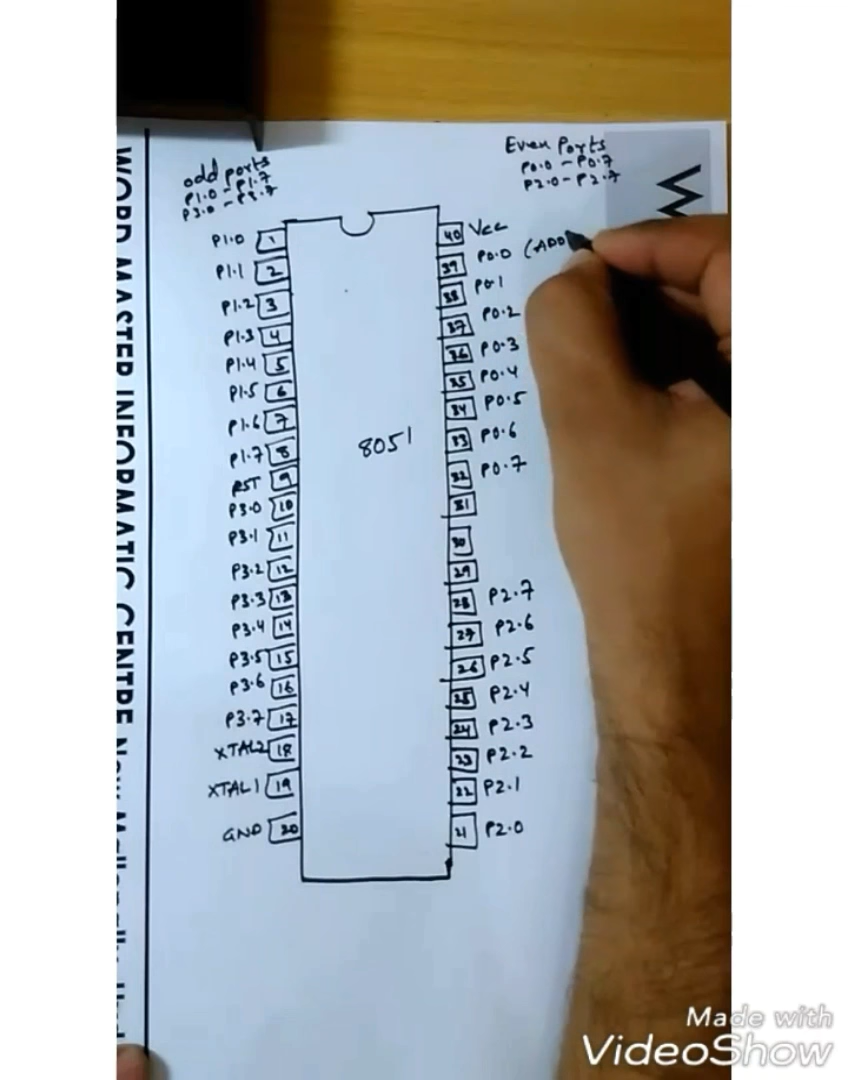 odd ports
P1.0 - P1.7
P3.0 - P3.7
Even Ports
P0.0 - P0.7
P2.0 - P2.7
P1.0 1
P1.1 2
P1.2 3
P1.3 4
P1.4 5
P1.5 6
P1.6 7
P1.7 8
RST 9
P3.0 10
P3.1 11
P3.2 12
P3.3 13
P3.4 14
P3.5 15
P3.6 16
P3.7 17
XTAL2 18
XTAL1 19
GND 20
8051
40 Vcc
39 P0.0 (AD0
38 P0.1
37 P0.2
36 P0.3
35 P0.4
34 P0.5
33 P0.6
32 P0.7
31
30
29
28 P2.7
27 P2.6
26 P2.5
25 P2.4
24 P2.3
23 P2.2
22 P2.1
21 P2.0
WORD MASTER INFORMATIC CENTRE
Made with
VideoShow